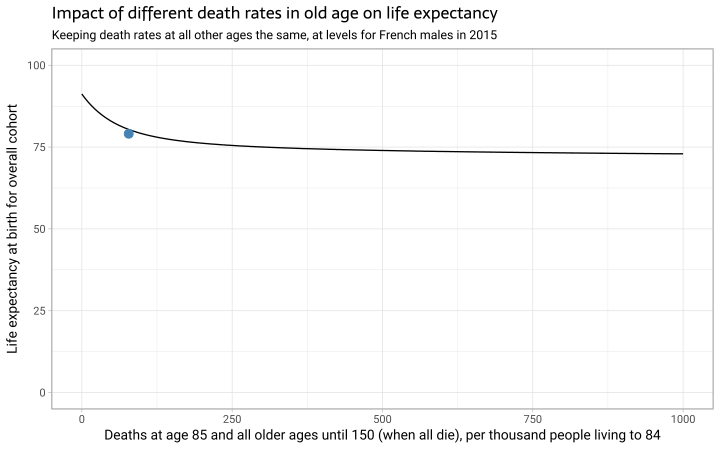 Impact of different death rates in old age on life expectancy
Keeping death rates at all other ages the same, at levels for French males in 2015
Life expectancy at birth for overall cohort
100
75
50
25
0
0 250 500 750 1000
Deaths at age 85 and all older ages until 150 (when all die), per thousand people living to 84